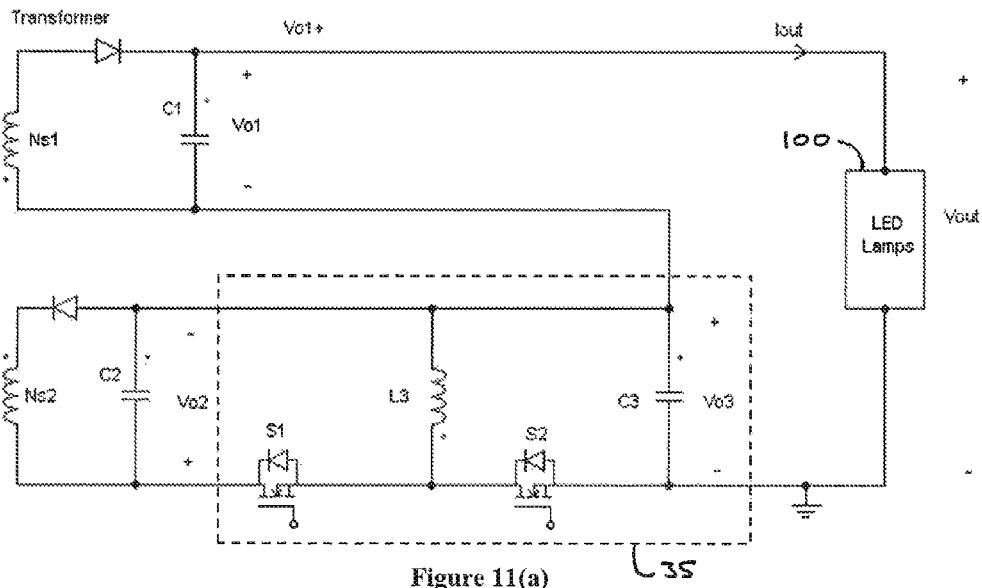 Transformer
Vo1+
Iout
+
+
C1
Vo1
Ns1
100
-
LED
Lamps
Vout
-
+
Ns2
C2
Vo2
L3
C3
Vo3
+
S1
S2
-
-
35
Figure 11(a)